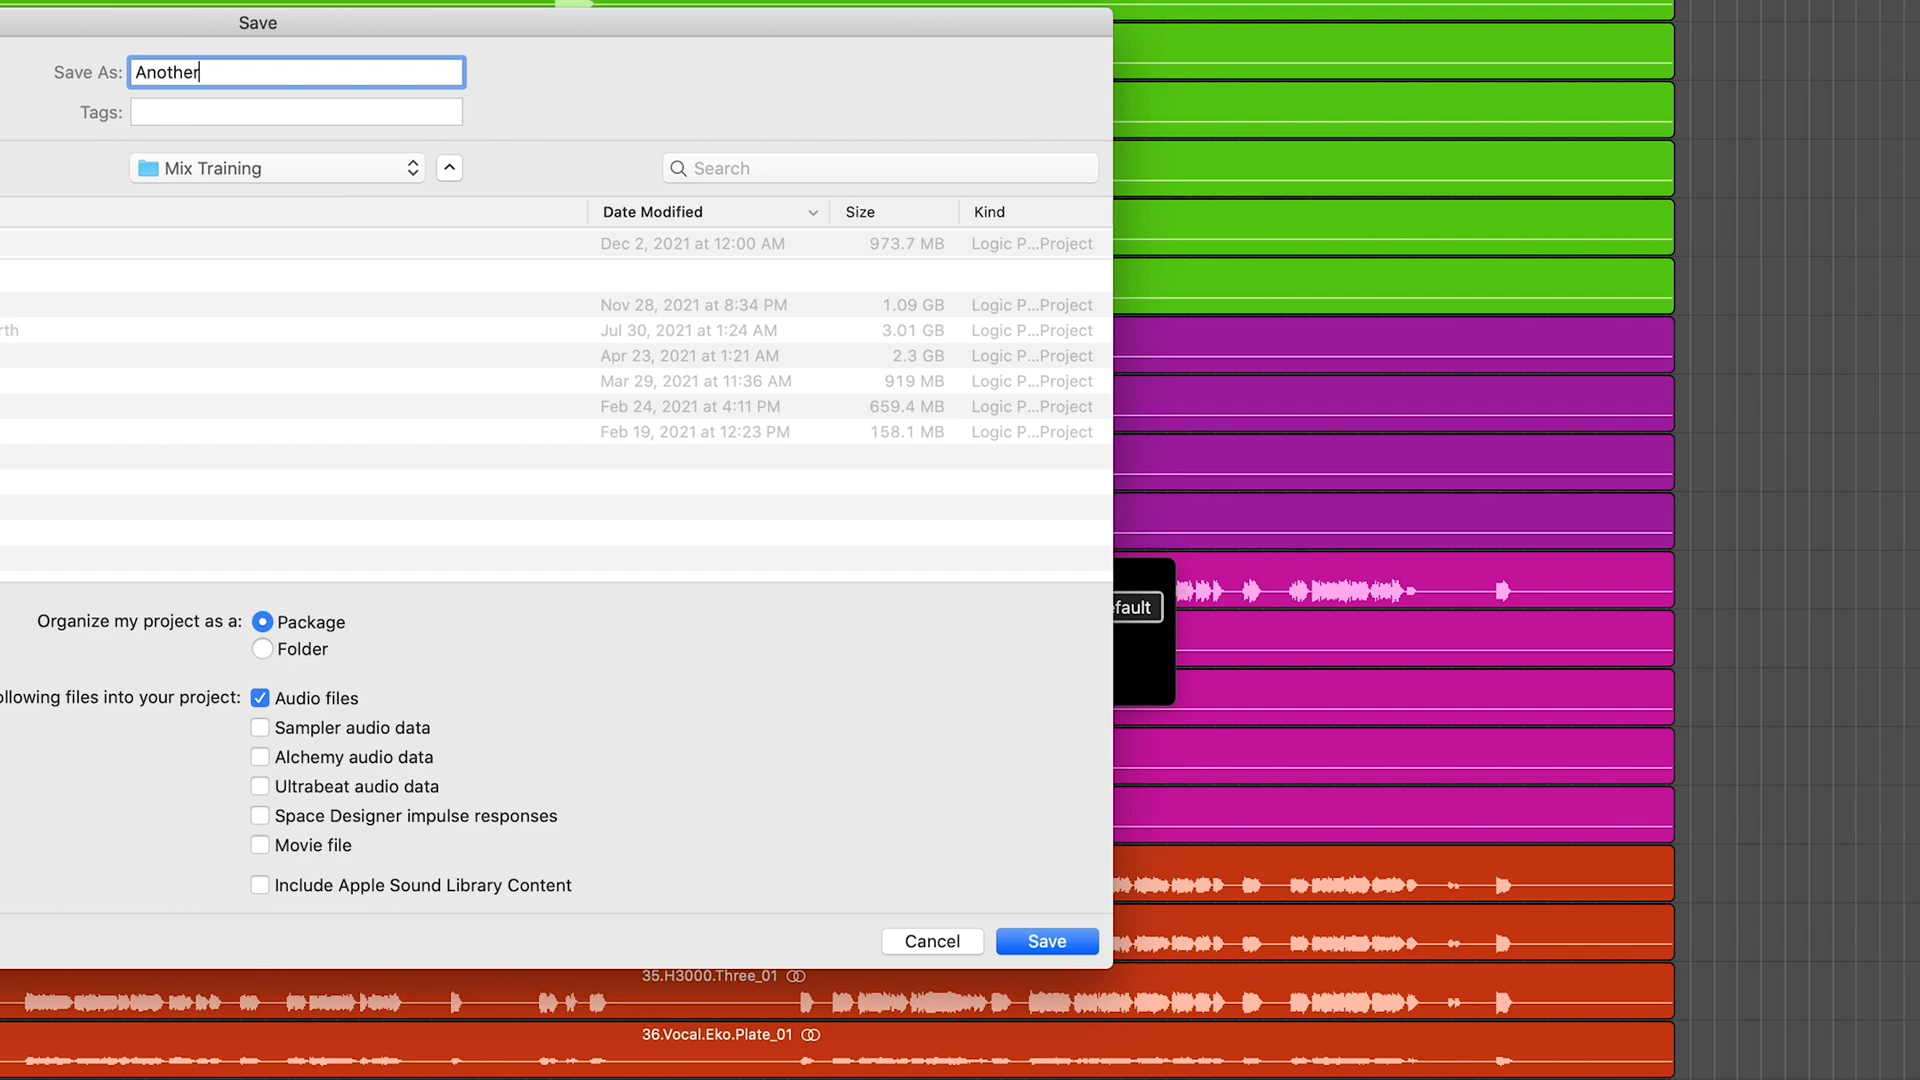 Save
Save As: Another
Tags:
Mix Training
Search
Date Modified Size Kind
Dec 2, 2021 at 12:00 AM 973.7 MB Logic P...Project
Nov 28, 2021 at 8:34 PM 1.09 GB Logic P...Project
rth Jul 30, 2021 at 1:24 AM 3.01 GB Logic P...Project
Apr 23, 2021 at 1:21 AM 2.3 GB Logic P...Project
Mar 29, 2021 at 11:36 AM 919 MB Logic P...Project
Feb 24, 2021 at 4:11 PM 659.4 MB Logic P...Project
Feb 19, 2021 at 12:23 PM 158.1 MB Logic P...Project
efault
Organize my project as a: Package
Folder
ollowing files into your project: Audio files
Sampler audio data
Alchemy audio data
Ultrabeat audio data
Space Designer impulse responses
Movie file
Include Apple Sound Library Content
Cancel Save
35.H3000.Three_01
36.Vocal.Eko.Plate_01